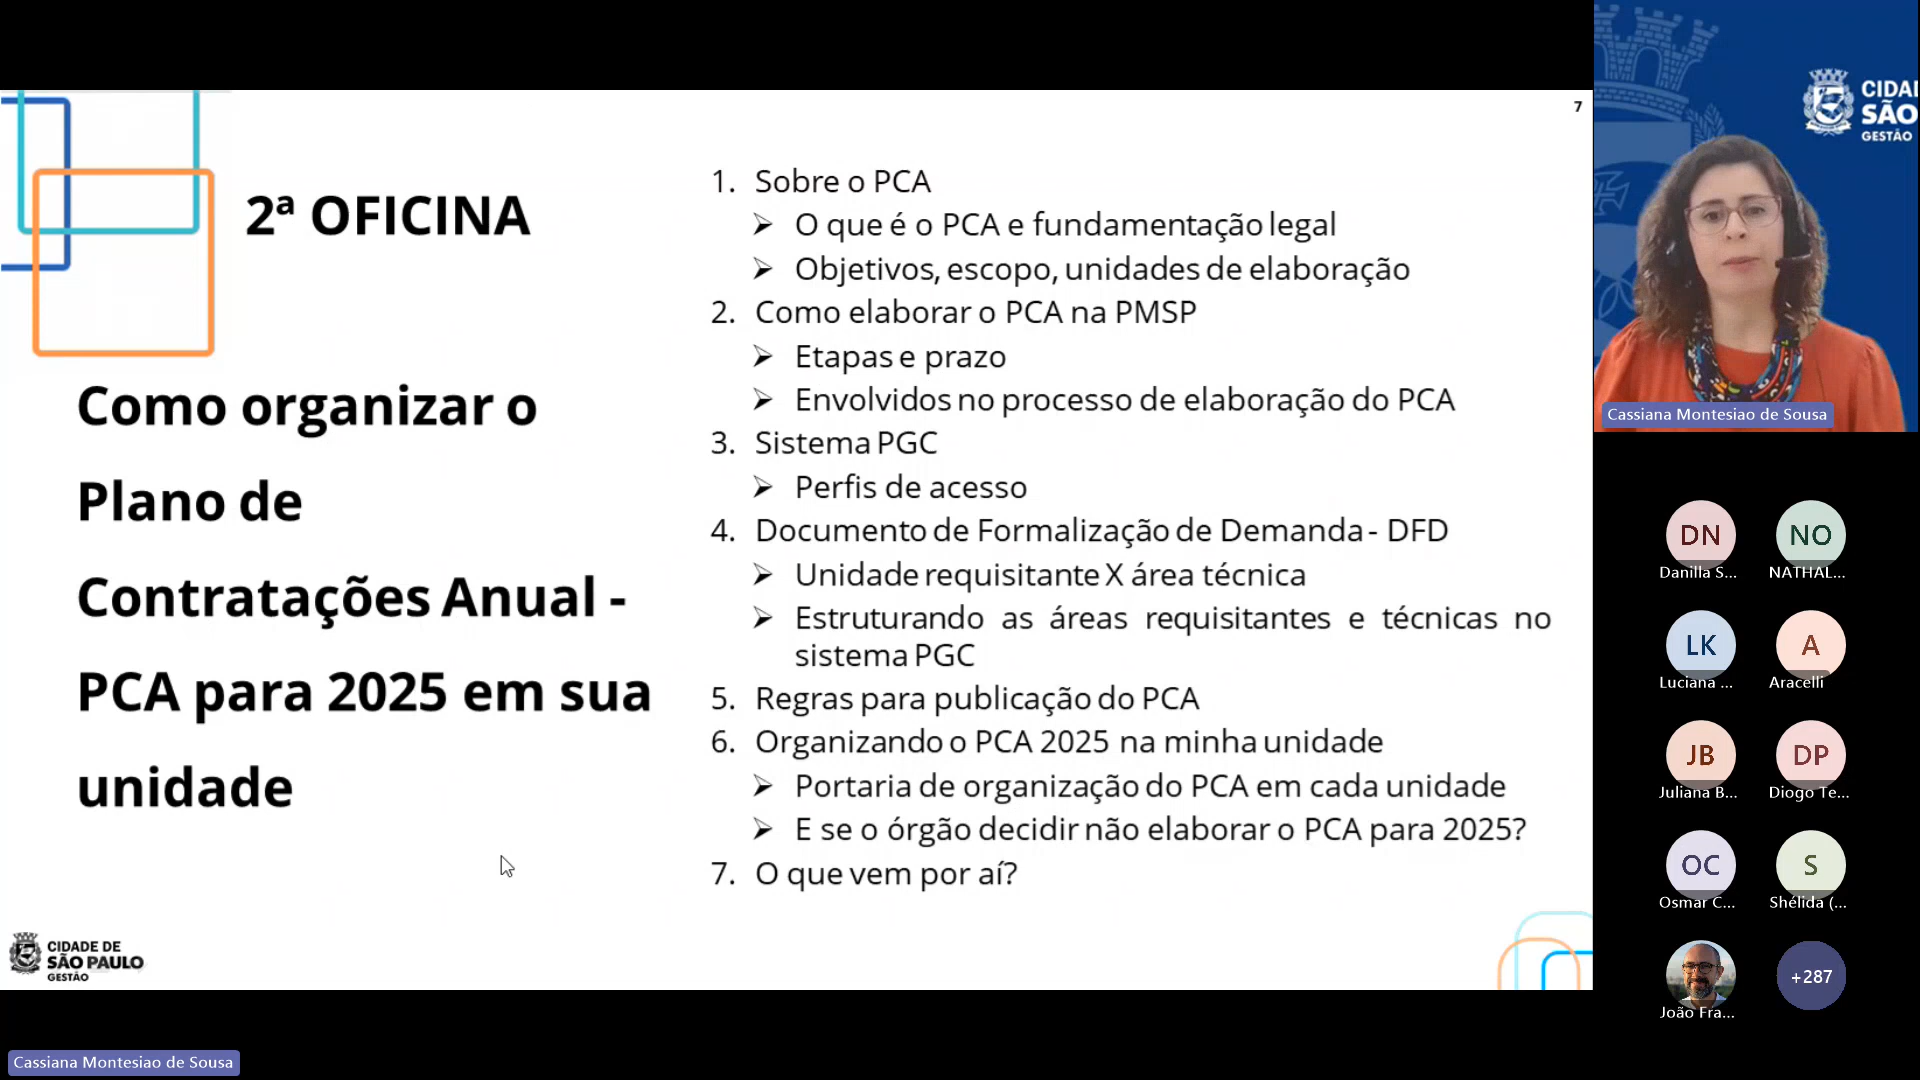 7
2ª OFICINA
Como organizar o
Plano de
Contratações Anual -
PCA para 2025 em sua
unidade
1. Sobre o PCA
➢ O que é o PCA e fundamentação legal
➢ Objetivos, escopo, unidades de elaboração
2. Como elaborar o PCA na PMSP
➢ Etapas e prazo
➢ Envolvidos no processo de elaboração do PCA
3. Sistema PGC
➢ Perfis de acesso
4. Documento de Formalização de Demanda - DFD
➢ Unidade requisitante X área técnica
➢ Estruturando as áreas requisitantes e técnicas no
sistema PGC
5. Regras para publicação do PCA
6. Organizando o PCA 2025 na minha unidade
➢ Portaria de organização do PCA em cada unidade
➢ E se o órgão decidir não elaborar o PCA para 2025?
7. O que vem por aí?
CIDADE DE
SÃO PAULO
GESTÃO
Cassiana Montesiao de Sousa
CIDA
SÃO
GESTÃO
Cassiana Montesiao de Sousa
DN
Danilla S...
NO
NATHAL...
LK
Luciana ...
A
Aracelli
JB
Juliana B...
DP
Diogo Te...
OC
Osmar C...
S
Shélida (...
João Fra...
+287